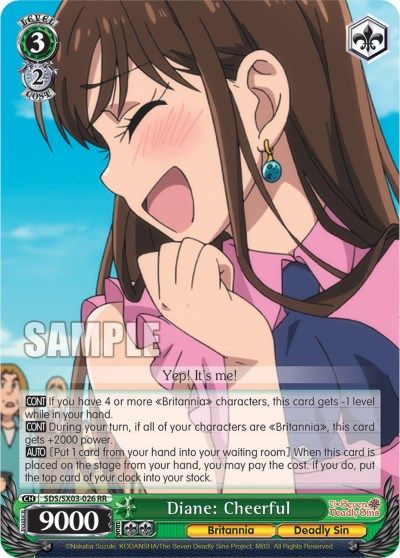 LEVEL
3
2
COST
SAMPLE
Yep! It's me!
CONT If you have 4 or more «Britannia» characters, this card gets -1 level
while in your hand.
CONT During your turn, if all of your characters are «Britannia», this card
gets +2000 power.
AUTO [Put 1 card from your hand into your waiting room] When this card is
placed on the stage from your hand, you may pay the cost. If you do, put
the top card of your clock into your stock.
CD SDS/SX03-026 RR
Diane: Cheerful
The Seven Deadly Sins
POWER 9000
SOUL
Britannia
Deadly Sin
©Nakaba Suzuki, KODANSHA/The Seven Deadly Sins Project, MBS. All Rights Reserved.